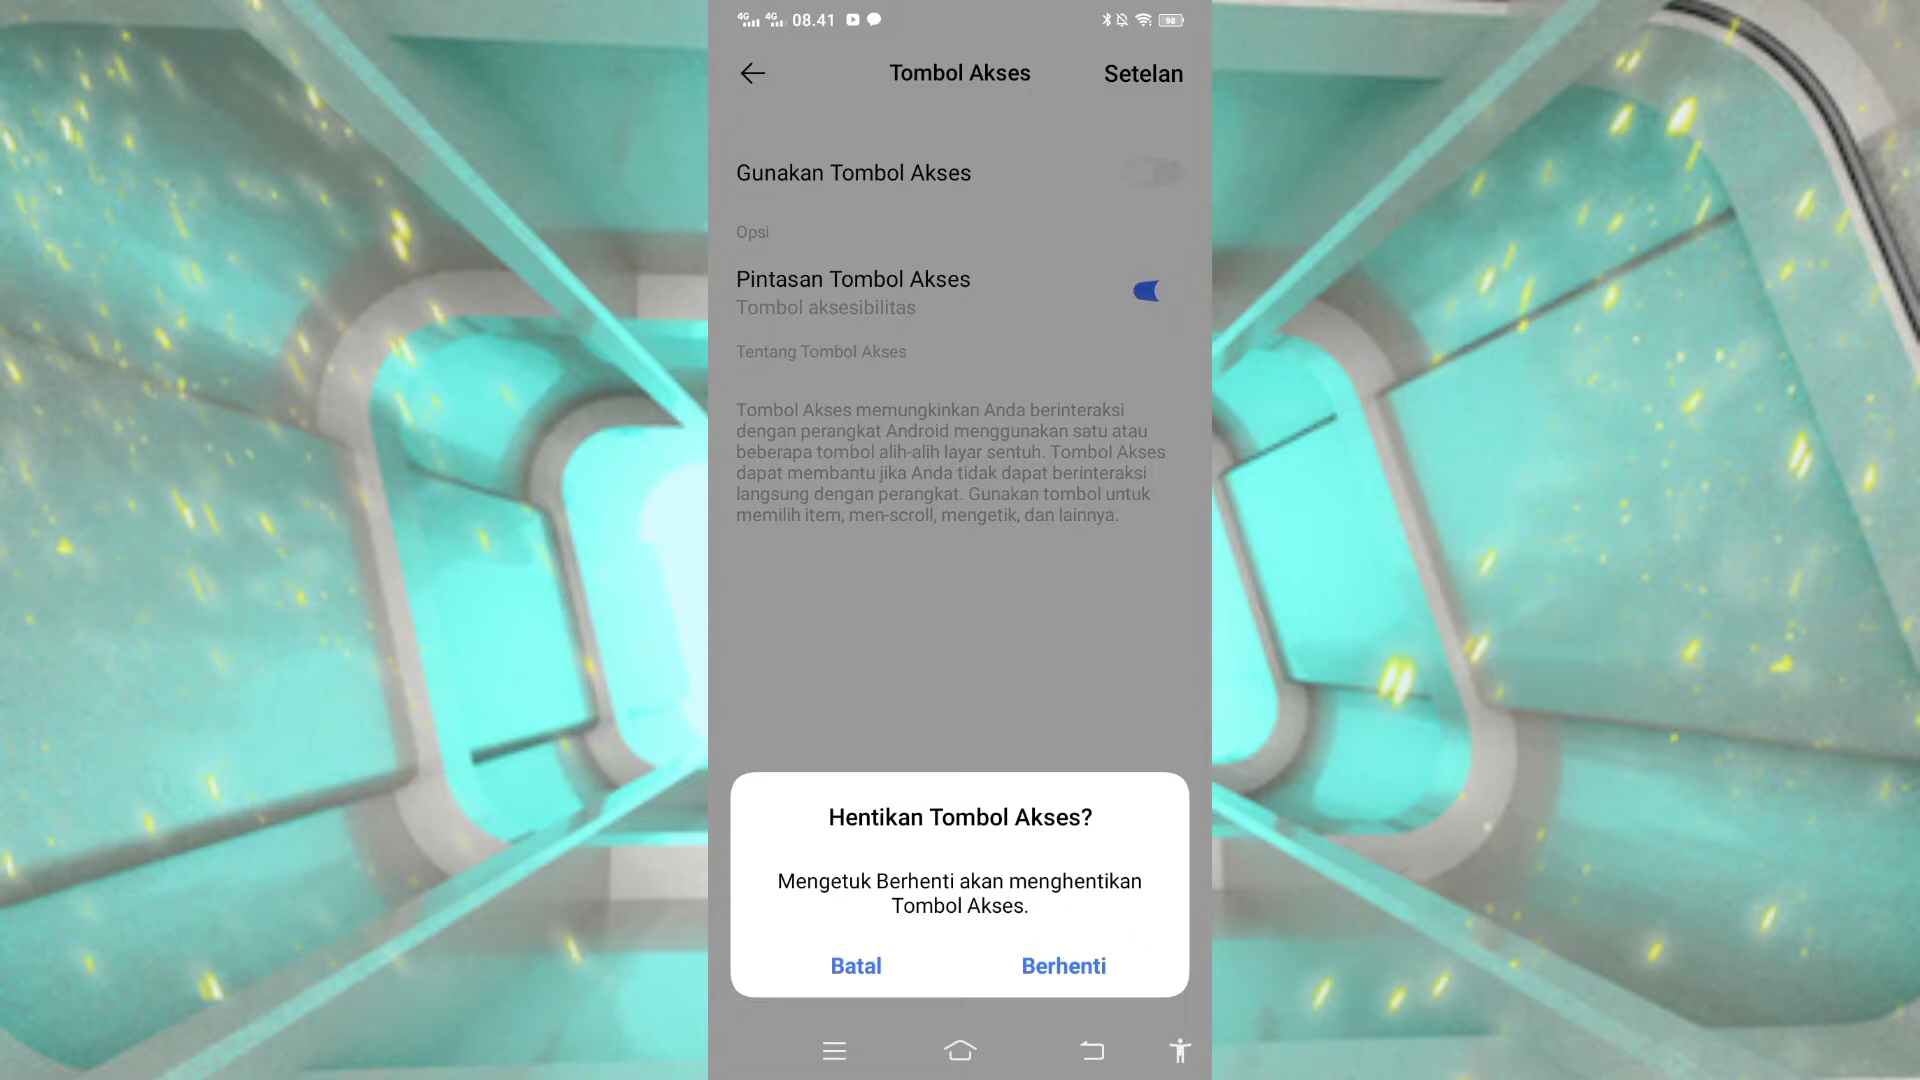 4G 4G 08.41 98
Tombol Akses Setelan
Gunakan Tombol Akses
Opsi
Pintasan Tombol Akses
Tombol aksesibilitas
Tentang Tombol Akses
Tombol Akses memungkinkan Anda berinteraksi
dengan perangkat Android menggunakan satu atau
beberapa tombol alih-alih layar sentuh. Tombol Akses
dapat membantu jika Anda tidak dapat berinteraksi
langsung dengan perangkat. Gunakan tombol untuk
memilih item, men-scroll, mengetik, dan lainnya.
Hentikan Tombol Akses?
Mengetuk Berhenti akan menghentikan
Tombol Akses.
Batal Berhenti